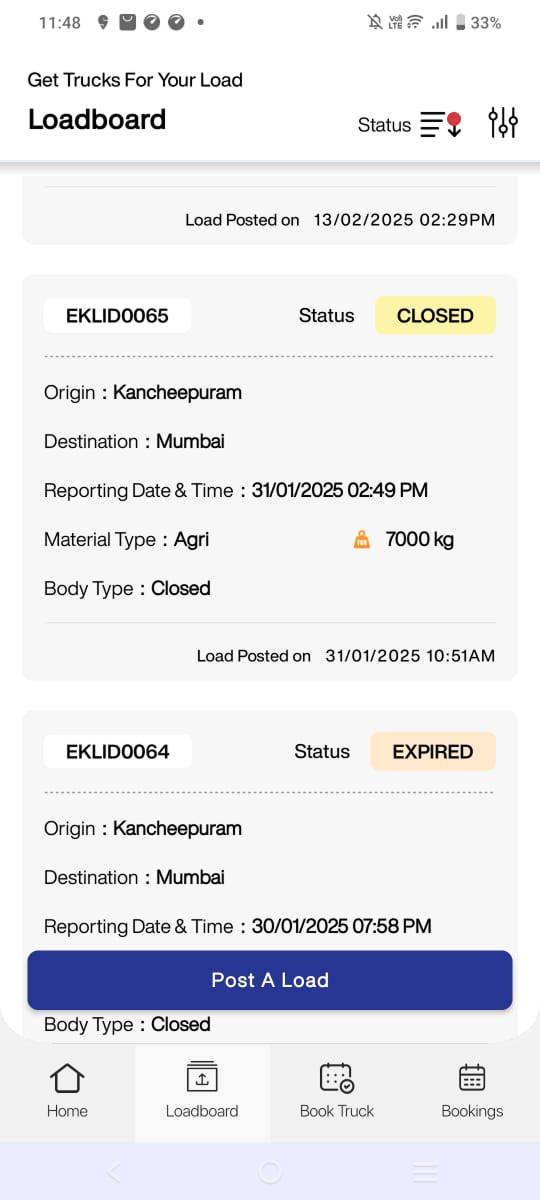 11:48 33%
Get Trucks For Your Load
Loadboard
Status
Load Posted on 13/02/2025 02:29PM
EKLID0065 Status CLOSED
Origin : Kancheepuram
Destination : Mumbai
Reporting Date & Time : 31/01/2025 02:49 PM
Material Type : Agri 7000 kg
Body Type : Closed
Load Posted on 31/01/2025 10:51AM
EKLID0064 Status EXPIRED
Origin : Kancheepuram
Destination : Mumbai
Reporting Date & Time : 30/01/2025 07:58 PM
Post A Load
Body Type : Closed
Home Loadboard Book Truck Bookings